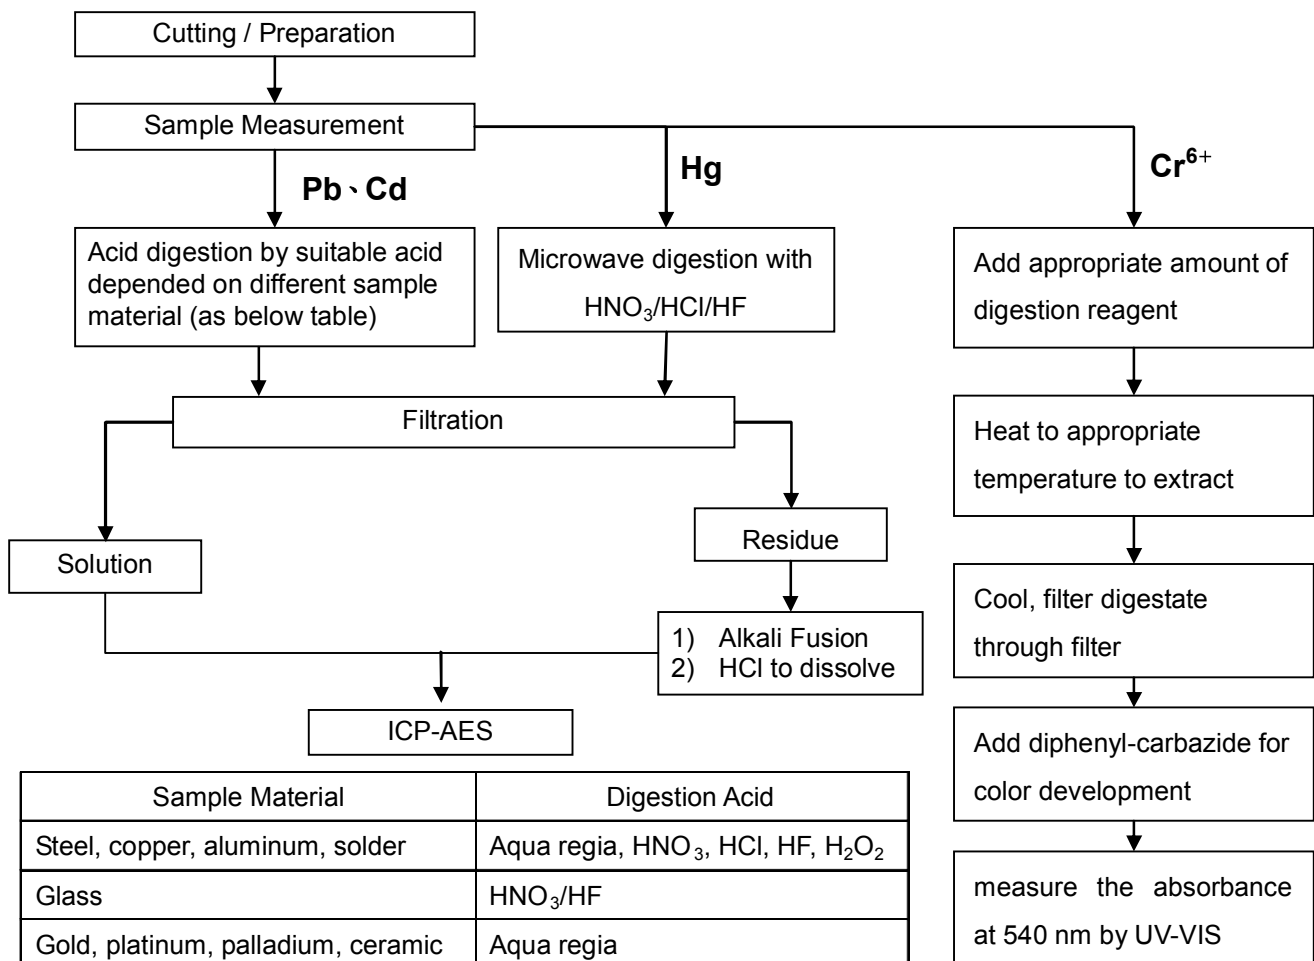 Cutting / Preparation
Sample Measurement
Pb、Cd
Hg
Cr⁶⁺
Acid digestion by suitable acid
depended on different sample
material (as below table)
Microwave digestion with
HNO₃/HCl/HF
Add appropriate amount of
digestion reagent
Filtration
Heat to appropriate
temperature to extract
Solution
Residue
Cool, filter digestate
through filter
1) Alkali Fusion
2) HCl to dissolve
ICP-AES
Add diphenyl-carbazide for
color development
measure the absorbance
at 540 nm by UV-VIS
Sample Material Digestion Acid
Steel, copper, aluminum, solder Aqua regia, HNO₃, HCl, HF, H₂O₂
Glass HNO₃/HF
Gold, platinum, palladium, ceramic Aqua regia